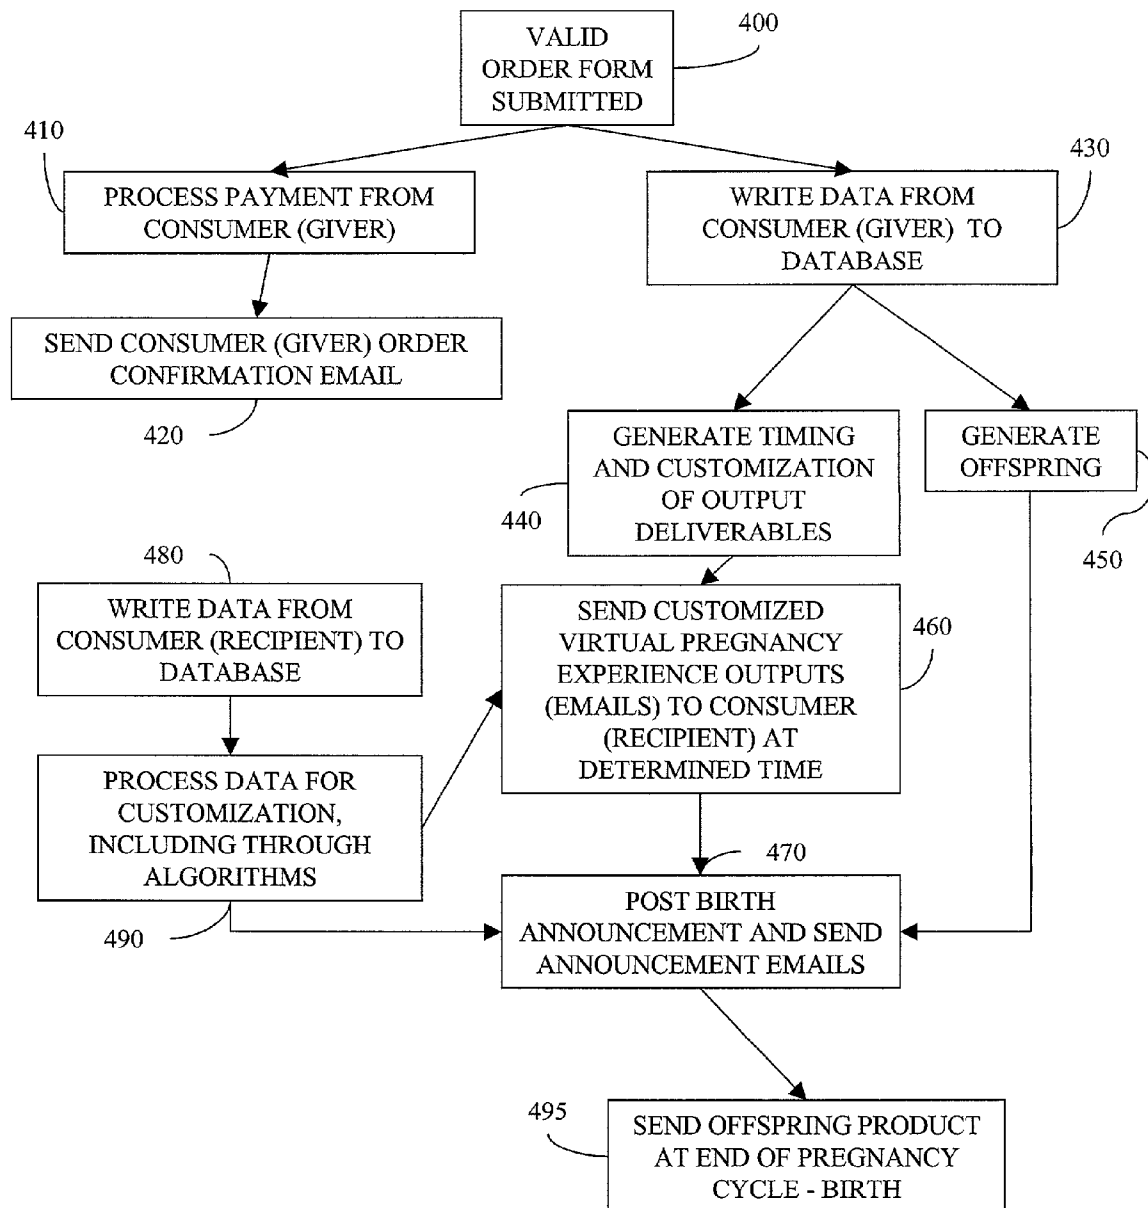 VALID
ORDER FORM
SUBMITTED
400
410
PROCESS PAYMENT FROM
CONSUMER (GIVER)
430
WRITE DATA FROM
CONSUMER (GIVER) TO
DATABASE
SEND CONSUMER (GIVER) ORDER
CONFIRMATION EMAIL
420
GENERATE TIMING
AND CUSTOMIZATION
OF OUTPUT
DELIVERABLES
440
GENERATE
OFFSPRING
450
480
WRITE DATA FROM
CONSUMER (RECIPIENT) TO
DATABASE
SEND CUSTOMIZED
VIRTUAL PREGNANCY
EXPERIENCE OUTPUTS
(EMAILS) TO CONSUMER
(RECIPIENT) AT
DETERMINED TIME
460
PROCESS DATA FOR
CUSTOMIZATION,
INCLUDING THROUGH
ALGORITHMS
490
470
POST BIRTH
ANNOUNCEMENT AND SEND
ANNOUNCEMENT EMAILS
495
SEND OFFSPRING PRODUCT
AT END OF PREGNANCY
CYCLE - BIRTH